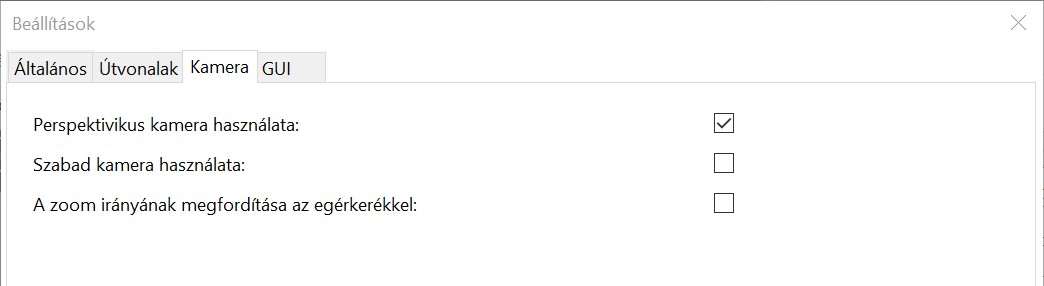 Beállítások
Általános Útvonalak Kamera GUI
Perspektivikus kamera használata:
Szabad kamera használata:
A zoom irányának megfordítása az egérkerékkel: